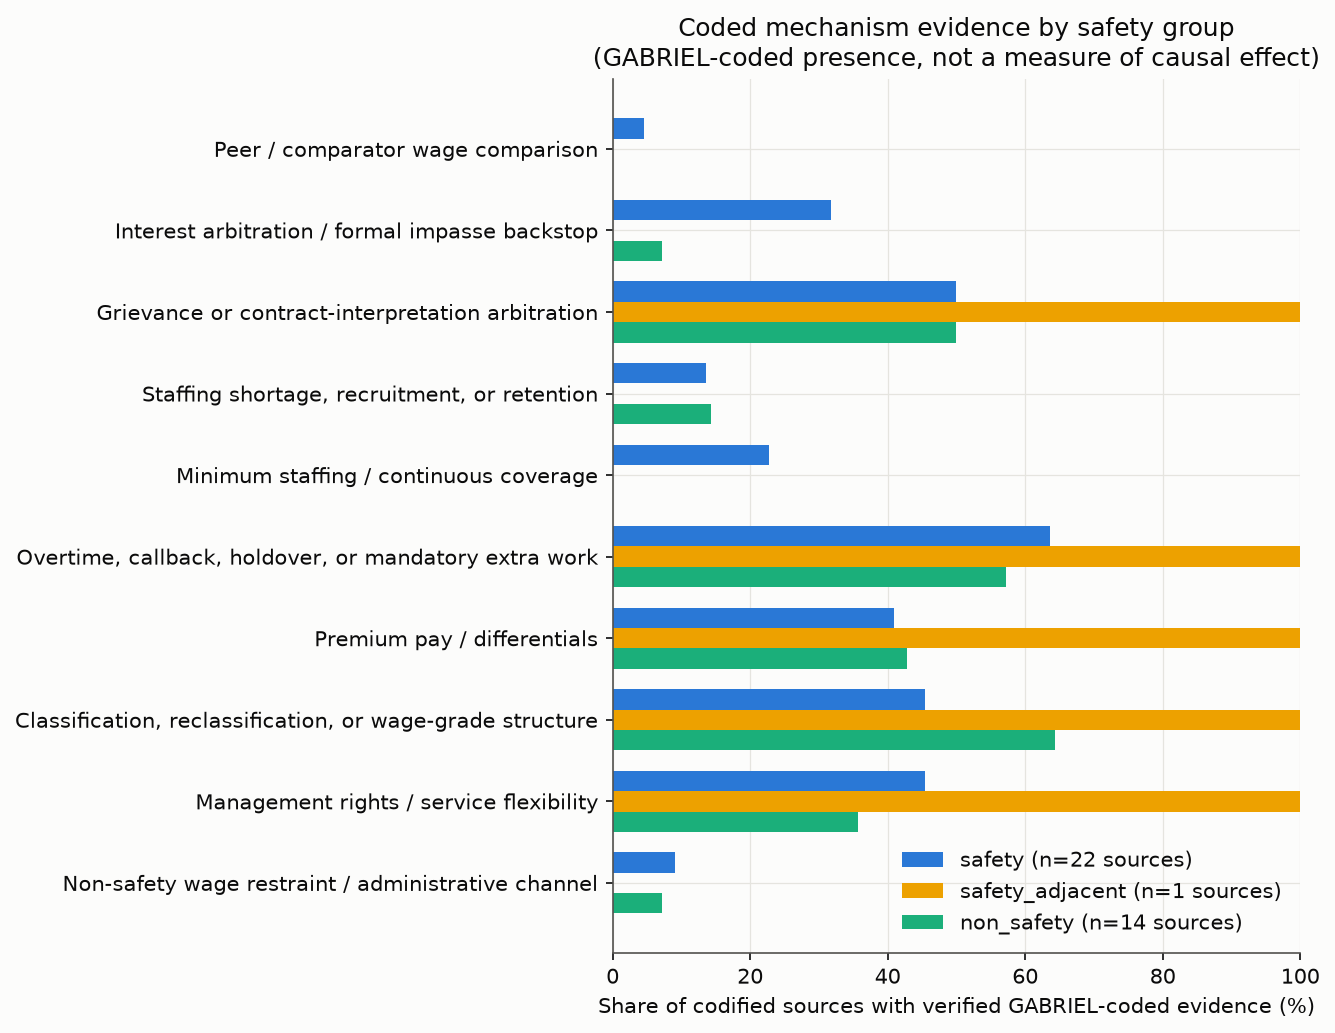 Coded mechanism evidence by safety group
(GABRIEL-coded presence, not a measure of causal effect)
Peer / comparator wage comparison
Interest arbitration / formal impasse backstop
Grievance or contract-interpretation arbitration
Staffing shortage, recruitment, or retention
Minimum staffing / continuous coverage
Overtime, callback, holdover, or mandatory extra work
Premium pay / differentials
Classification, reclassification, or wage-grade structure
Management rights / service flexibility
Non-safety wage restraint / administrative channel
safety (n=22 sources)
safety_adjacent (n=1 sources)
non_safety (n=14 sources)
0 20 40 60 80 100
Share of codified sources with verified GABRIEL-coded evidence (%)